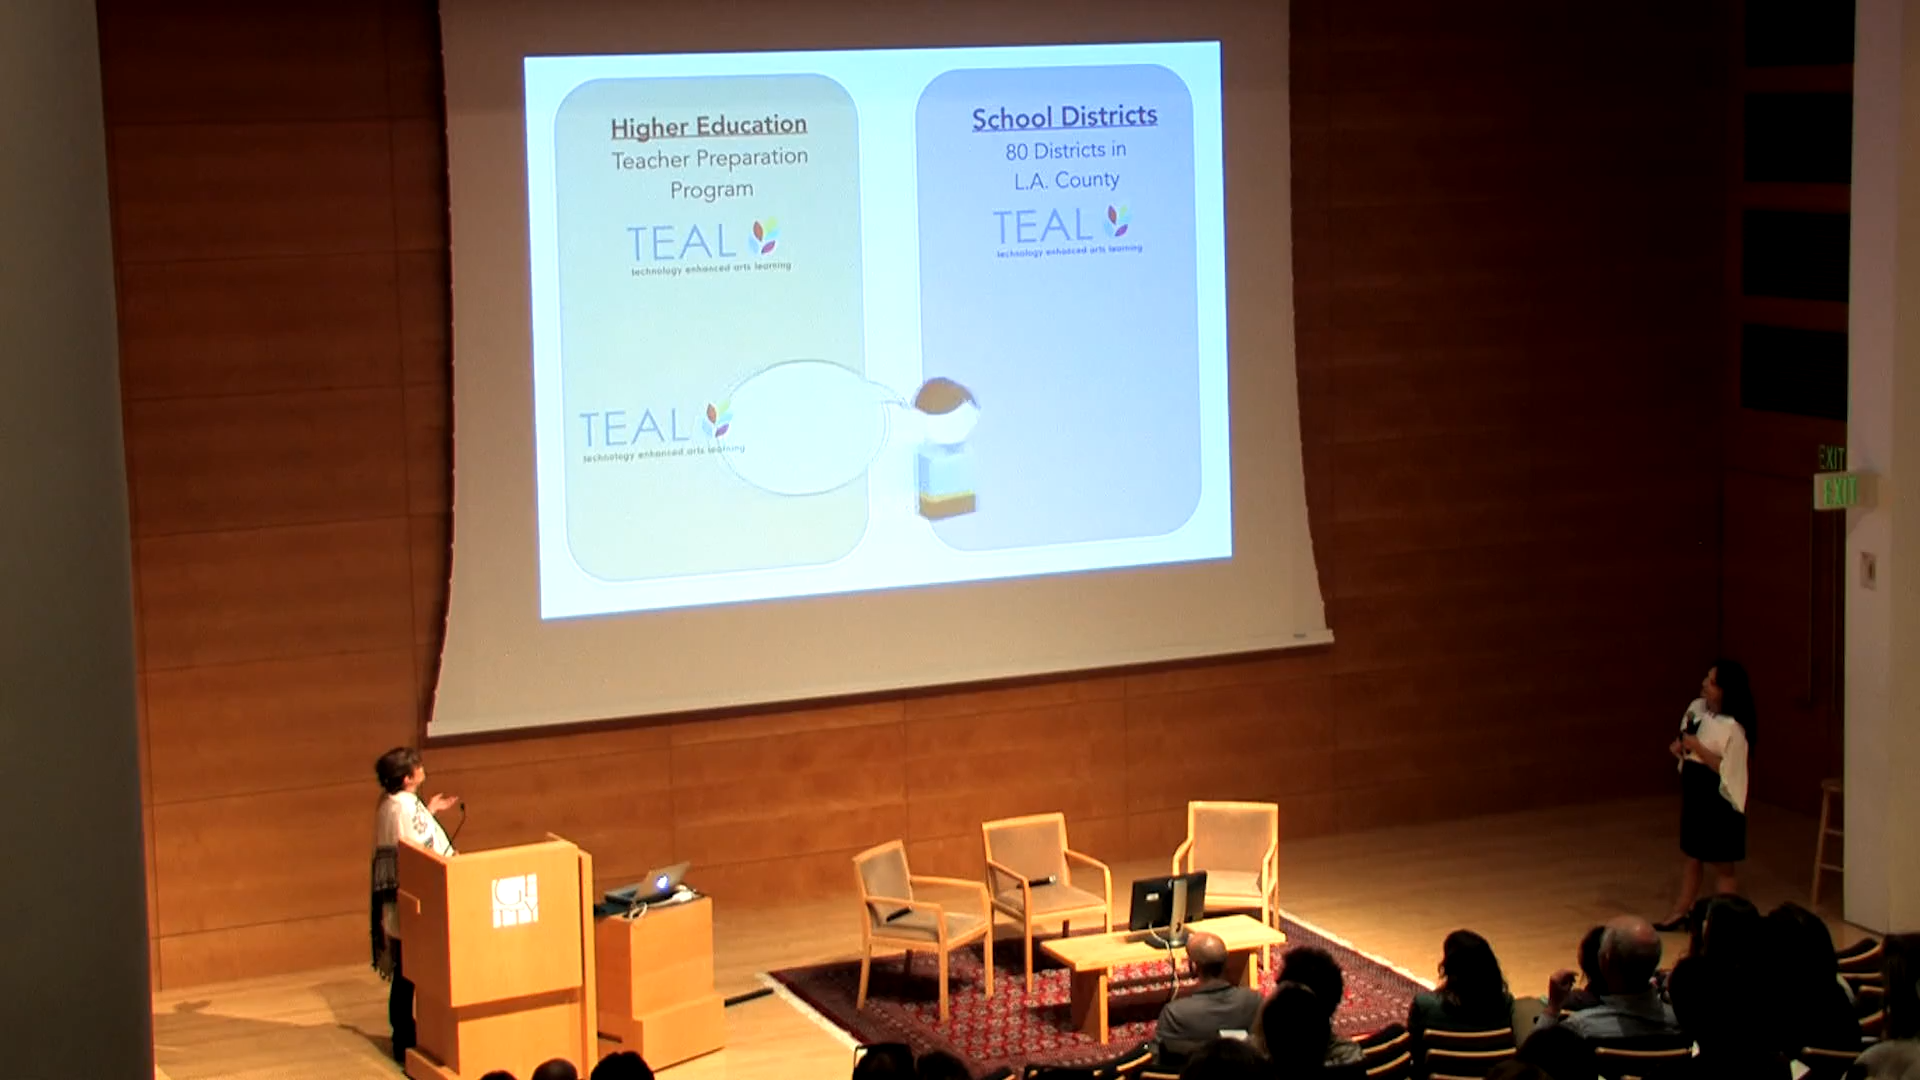 Higher Education
Teacher Preparation
Program
TEAL
technology enhanced arts learning
TEAL
technology enhanced arts learning
School Districts
80 Districts in
L.A. County
TEAL
technology enhanced arts learning
EXIT
EXIT